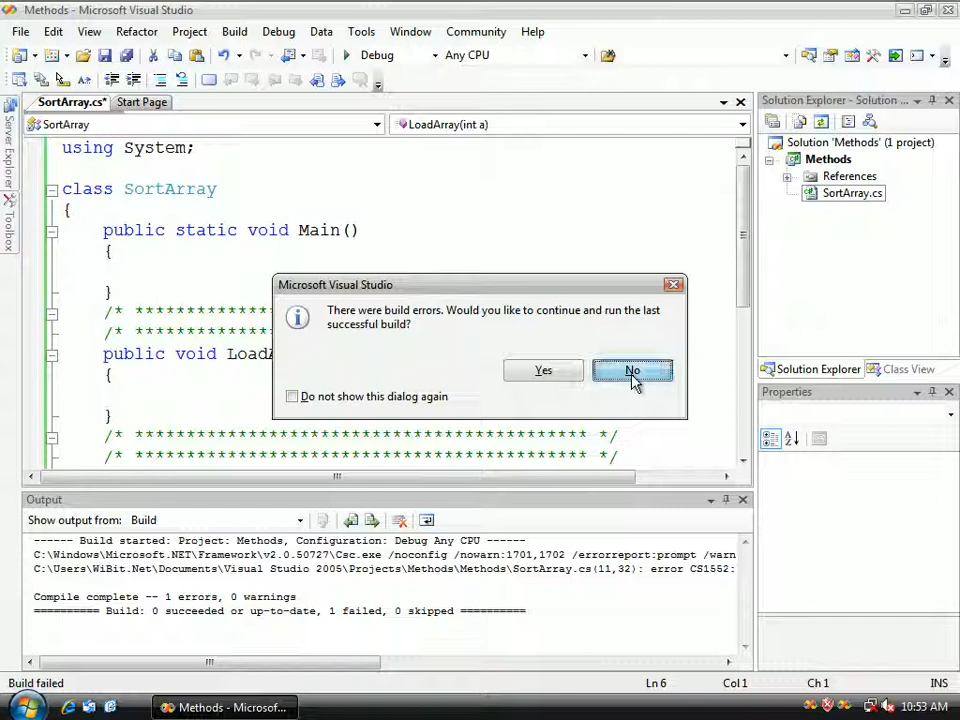 Methods - Microsoft Visual Studio
File Edit View Refactor Project Build Debug Data Tools Window Community Help
Debug Any CPU
SortArray.cs* Start Page
SortArray LoadArray(int a)
using System;
class SortArray
{
public static void Main()
{
}
/* **************
/* **************
public void LoadA
{
}
/* ******************************************** */
/* ******************************************** */
Server Explorer
Toolbox
Microsoft Visual Studio
There were build errors. Would you like to continue and run the last
successful build?
Yes No
Do not show this dialog again
Solution Explorer - Solution ...
Solution 'Methods' (1 project)
Methods
References
SortArray.cs
Solution Explorer Class View
Properties
Output
Show output from: Build
------ Build started: Project: Methods, Configuration: Debug Any CPU ------
C:\Windows\Microsoft.NET\Framework\v2.0.50727\Csc.exe /noconfig /nowarn:1701,1702 /errorreport:prompt /warn
C:\Users\WiBit.Net\Documents\Visual Studio 2005\Projects\Methods\Methods\SortArray.cs(11,32): error CS1552:
Compile complete -- 1 errors, 0 warnings
========== Build: 0 succeeded or up-to-date, 1 failed, 0 skipped ==========
Build failed Ln 6 Col 1 Ch 1 INS
Methods - Microsof... 10:53 AM